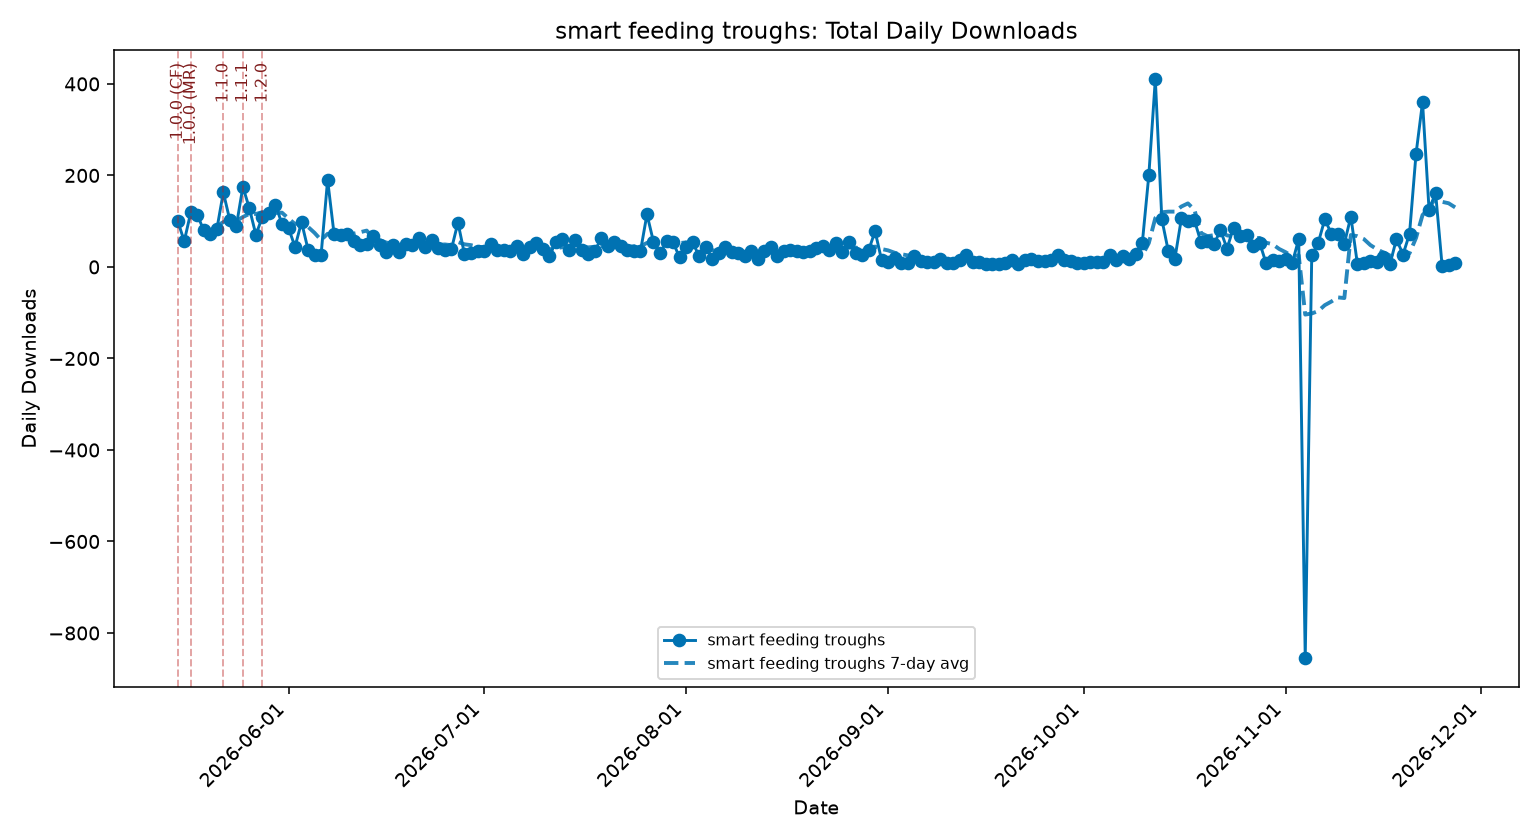 smart feeding troughs: Total Daily Downloads
1.0.0 (CF)
1.0.0 (MR)
1.1.0
1.1.1
1.2.0
400
200
0
−200
−400
−600
−800
Daily Downloads
smart feeding troughs
smart feeding troughs 7-day avg
2026-06-01
2026-07-01
2026-08-01
2026-09-01
2026-10-01
2026-11-01
2026-12-01
Date